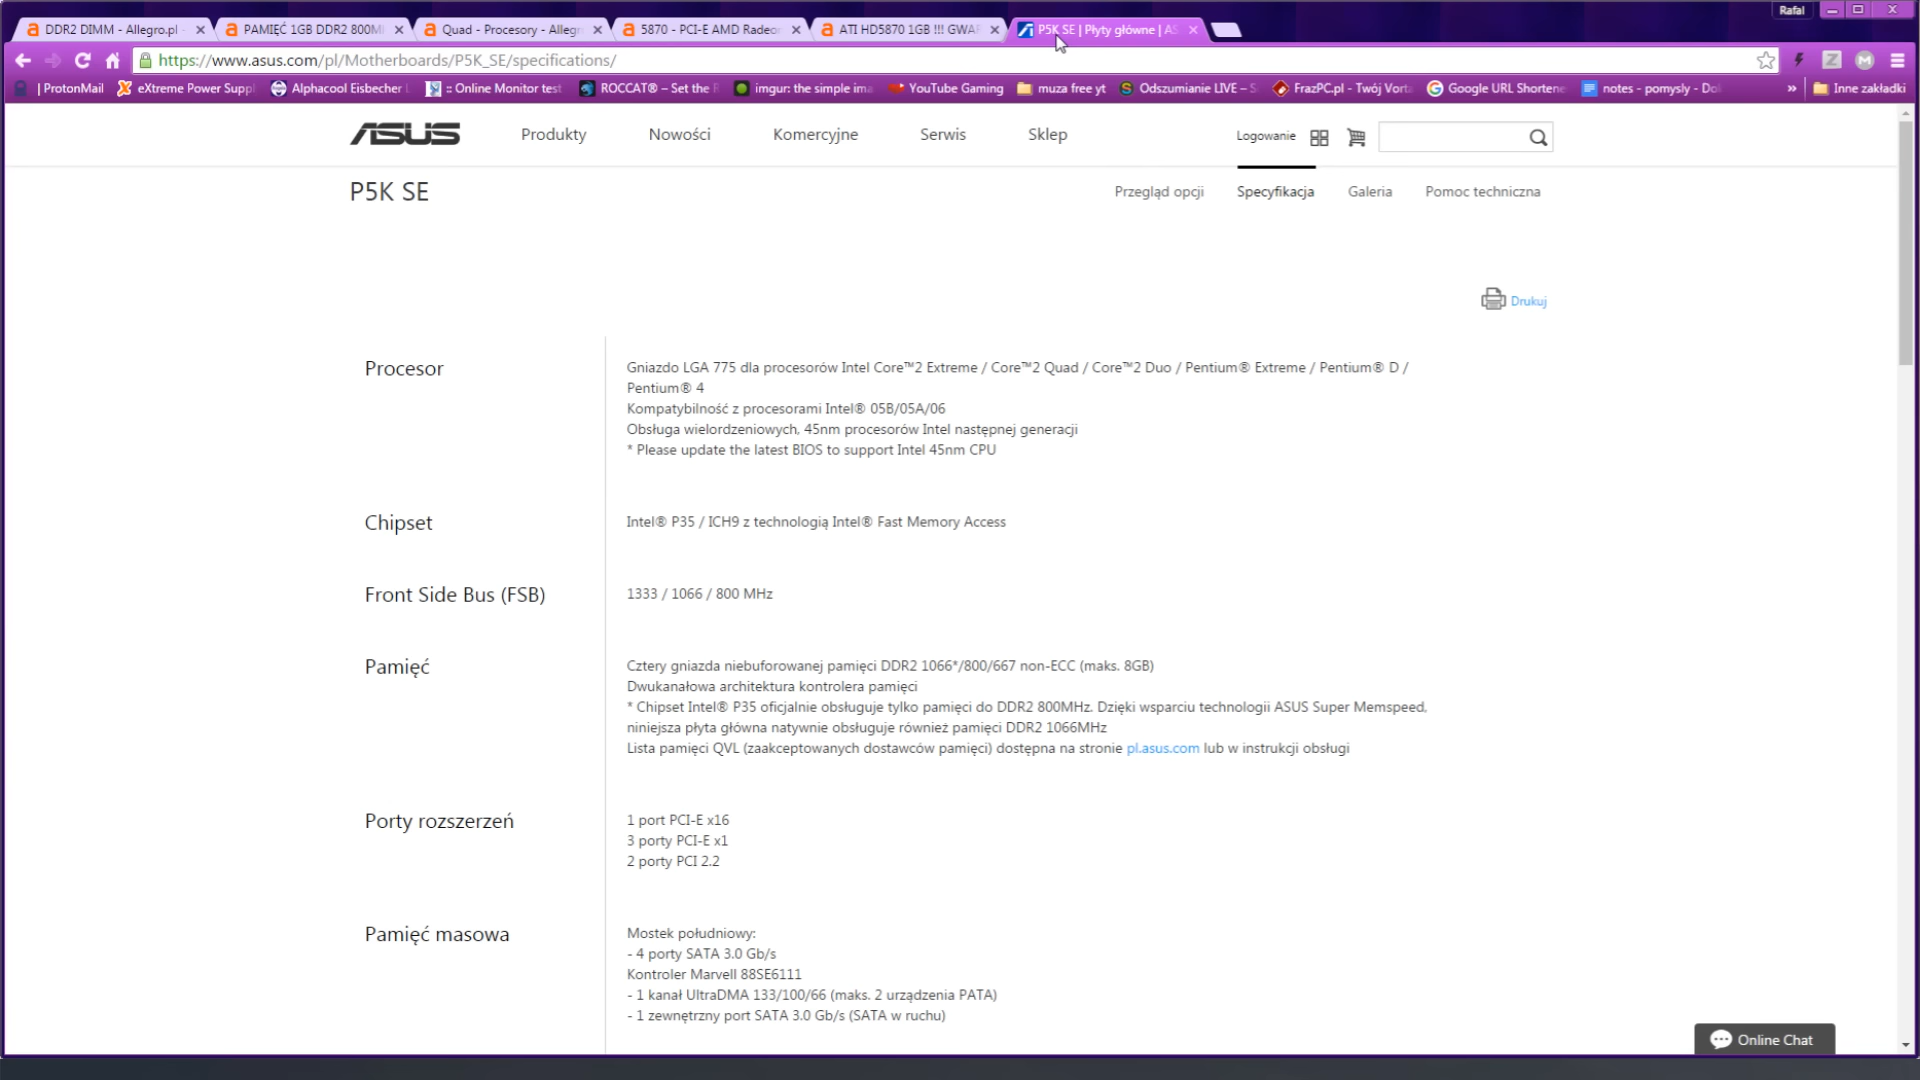 Rafał
DDR2 DIMM - Allegro.pl
PAMIĘĆ 1GB DDR2 800M
Quad - Procesory - Allegr
5870 - PCI-E AMD Radeo
ATI HD5870 1GB !!! GWA
P5K SE | Płyty główne | AS
https://www.asus.com/pl/Motherboards/P5K_SE/specifications/
| ProtonMail
eXtreme Power Suppl
Alphacool Eisbecher
:: Online Monitor test
ROCCAT® – Set the R
imgur: the simple im
YouTube Gaming
muza free yt
Odszumianie LIVE – S
FrazPC.pl - Twój Vort
Google URL Shortene
notes - pomysly - Do
»
Inne zakładki
ASUS
Produkty
Nowości
Komercyjne
Serwis
Sklep
Logowanie
P5K SE
Przegląd opcji
Specyfikacja
Galeria
Pomoc techniczna
Drukuj
Procesor
Gniazdo LGA 775 dla procesorów Intel Core™2 Extreme / Core™2 Quad / Core™2 Duo / Pentium® Extreme / Pentium® D /
Pentium® 4
Kompatybilność z procesorami Intel® 05B/05A/06
Obsługa wielordzeniowych, 45nm procesorów Intel następnej generacji
* Please update the latest BIOS to support Intel 45nm CPU
Chipset
Intel® P35 / ICH9 z technologią Intel® Fast Memory Access
Front Side Bus (FSB)
1333 / 1066 / 800 MHz
Pamięć
Cztery gniazda niebuforowanej pamięci DDR2 1066*/800/667 non-ECC (maks. 8GB)
Dwukanałowa architektura kontrolera pamięci
* Chipset Intel® P35 oficjalnie obsługuje tylko pamięci do DDR2 800MHz. Dzięki wsparciu technologii ASUS Super Memspeed,
niniejsza płyta główna natywnie obsługuje również pamięci DDR2 1066MHz
Lista pamięci QVL (zaakceptowanych dostawców pamięci) dostępna na stronie pl.asus.com lub w instrukcji obsługi
Porty rozszerzeń
1 port PCI-E x16
3 porty PCI-E x1
2 porty PCI 2.2
Pamięć masowa
Mostek południowy:
- 4 porty SATA 3.0 Gb/s
Kontroler Marvell 88SE6111
- 1 kanał UltraDMA 133/100/66 (maks. 2 urządzenia PATA)
- 1 zewnętrzny port SATA 3.0 Gb/s (SATA w ruchu)
Online Chat